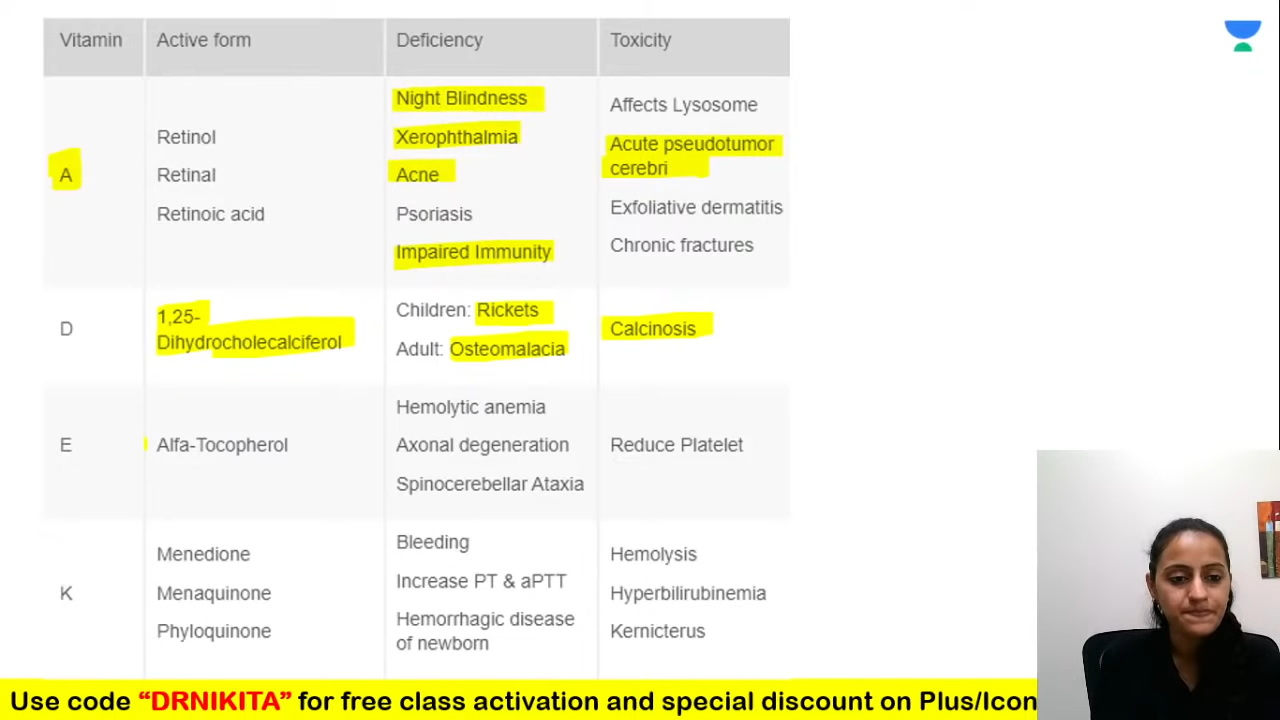 Vitamin Active form Deficiency Toxicity
A
Retinol
Retinal
Retinoic acid
Night Blindness
Xerophthalmia
Acne
Psoriasis
Impaired Immunity
Affects Lysosome
Acute pseudotumor
cerebri
Exfoliative dermatitis
Chronic fractures
D
1,25-
Dihydrocholecalciferol
Children: Rickets
Adult: Osteomalacia
Calcinosis
E
Alfa-Tocopherol
Hemolytic anemia
Axonal degeneration
Spinocerebellar Ataxia
Reduce Platelet
K
Menedione
Menaquinone
Phyloquinone
Bleeding
Increase PT & aPTT
Hemorrhagic disease
of newborn
Hemolysis
Hyperbilirubinemia
Kernicterus
Use code “DRNIKITA” for free class activation and special discount on Plus/Icon